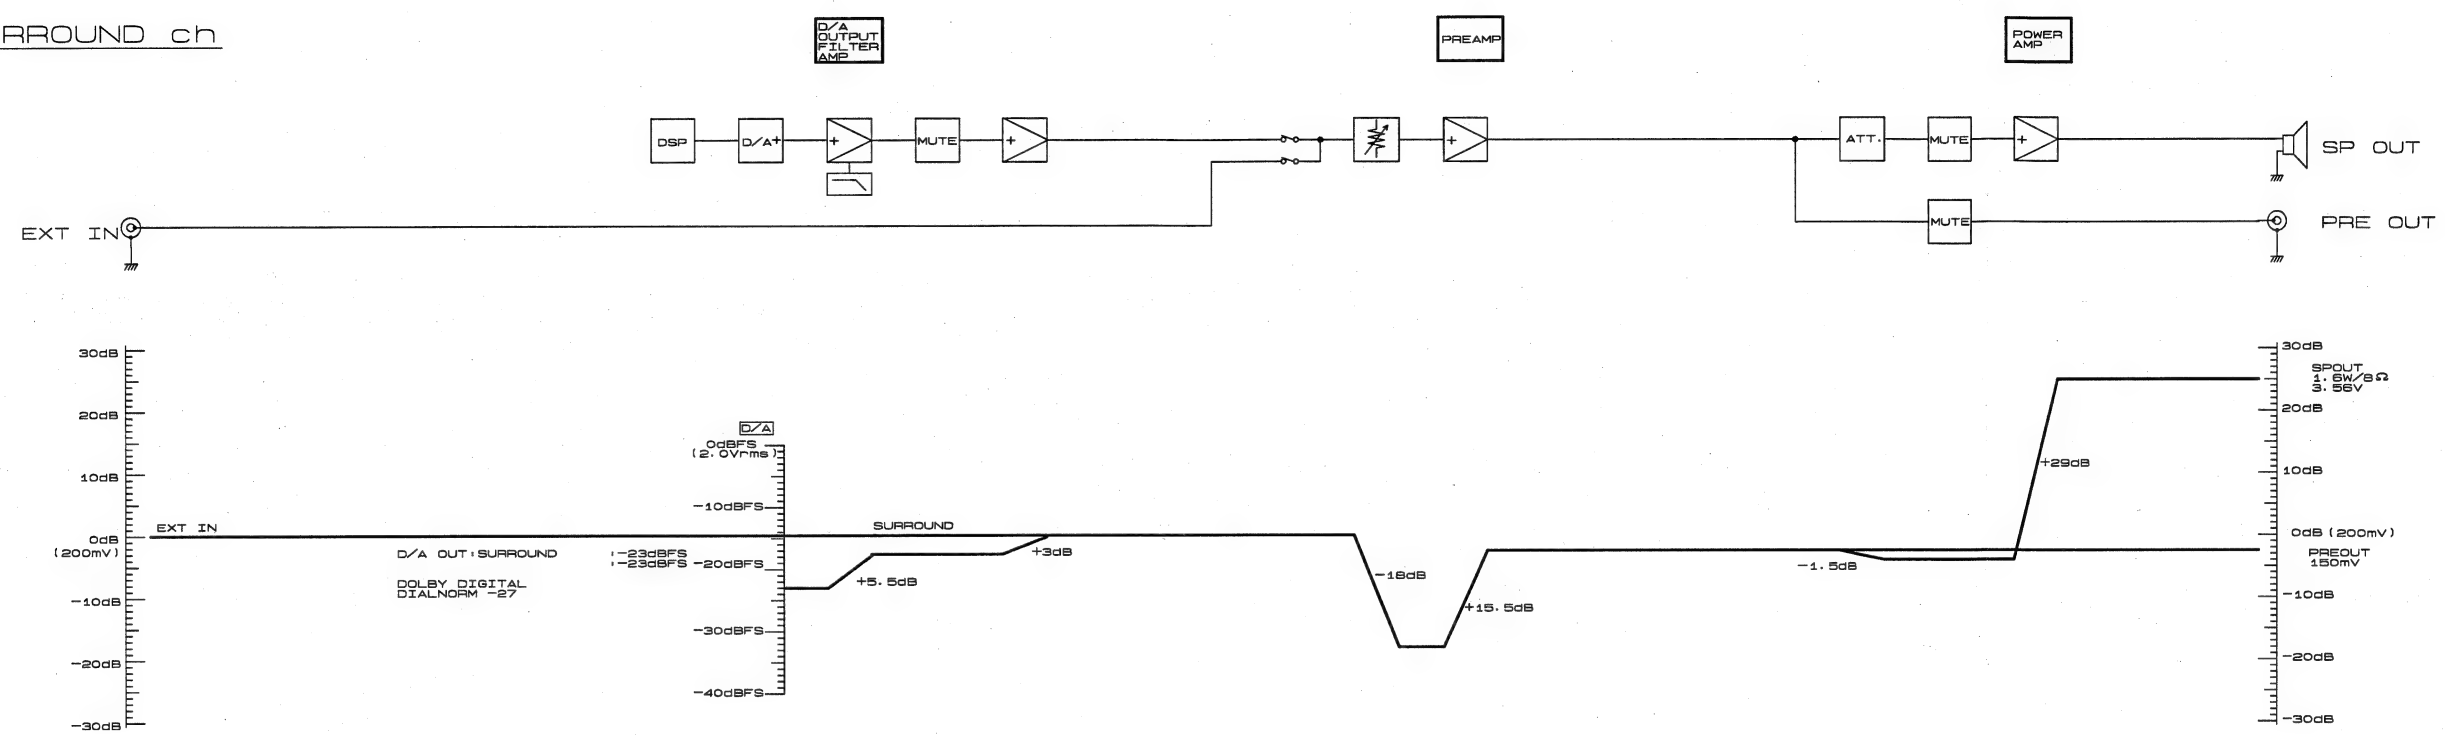 RROUND ch
D/A
OUTPUT
FILTER
AMP
PREAMP
POWER
AMP
DSP
D/A+
+
MUTE
+
+
ATT.
MUTE
+
SP OUT
EXT IN
MUTE
PRE OUT
30dB
20dB
10dB
0dB
(200mV)
-10dB
-20dB
-30dB
EXT IN
D/A OUT:SURROUND :-23dBFS
:-23dBFS
DOLBY DIGITAL
DIALNORM -27
D/A
0dBFS
(2.0Vrms)
-10dBFS
-20dBFS
-30dBFS
-40dBFS
SURROUND
+5.5dB
+3dB
-18dB
+15.5dB
-1.5dB
+29dB
30dB
SPOUT
1.6W/8Ω
3.56V
20dB
10dB
0dB (200mV)
PREOUT
150mV
-10dB
-20dB
-30dB